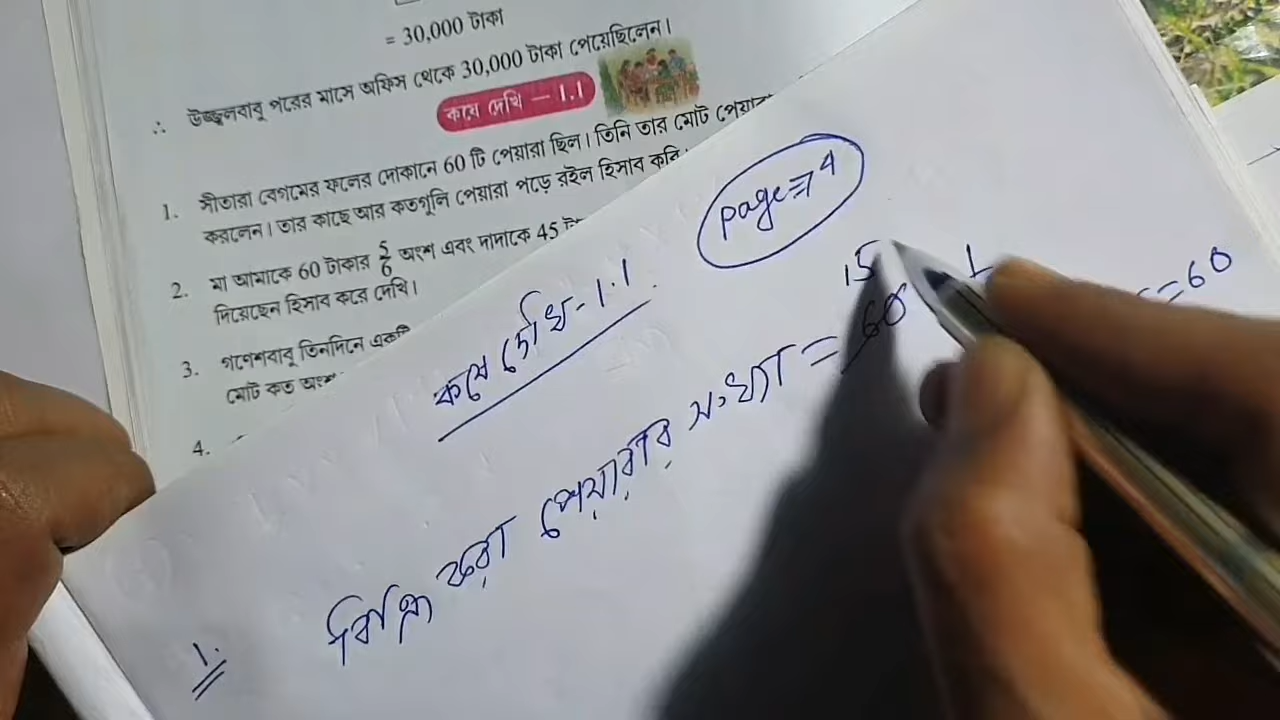 = 30,000 টাকা
∴ উজ্জ্বলবাবু পরের মাসে অফিস থেকে 30,000 টাকা পেয়েছিলেন।
কষে দেখি – 1.1
1. সীতারা বেগমের ফলের দোকানে 60 টি পেয়ারা ছিল। তিনি তার মোট
করলেন। তার কাছে আর কতগুলি পেয়ারা পড়ে রইল হিসাব করি
2. মা আমাকে 60 টাকার 5/6 অংশ এবং দাদাকে 45
দিয়েছেন হিসাব করে দেখি।
3. গণেশবাবু তিনদিনে
মোট কত অংশ
4.
page ⇒ 4
কষে দেখি - 1.1
1. বিক্রি করা পেয়ারার সংখ্যা = 60
15
1
= 60